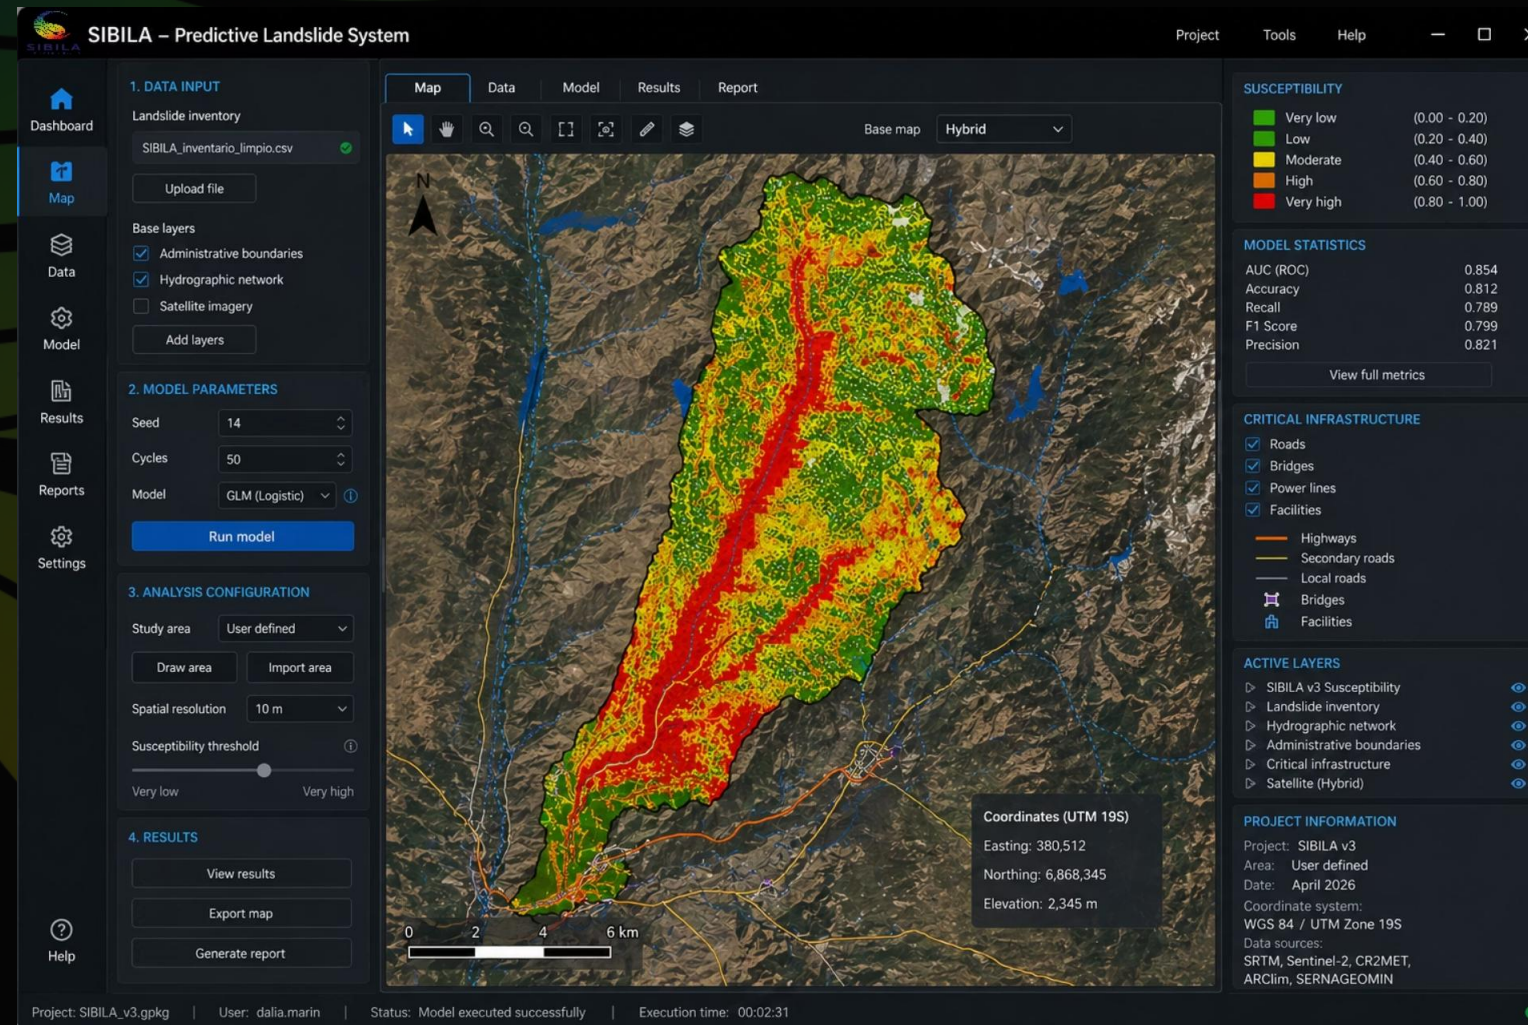 SIBILA
SIBILA – Predictive Landslide System
Project
Tools
Help
Dashboard
Map
Data
Model
Results
Reports
Settings
Help
1. DATA INPUT
Landslide inventory
SIBILA_inventario_limpio.csv
Upload file
Base layers
Administrative boundaries
Hydrographic network
Satellite imagery
Add layers
2. MODEL PARAMETERS
Seed 14
Cycles 50
Model GLM (Logistic)
Run model
3. ANALYSIS CONFIGURATION
Study area User defined
Draw area Import area
Spatial resolution 10 m
Susceptibility threshold
Very low Very high
4. RESULTS
View results
Export map
Generate report
Map Data Model Results Report
Base map Hybrid
N
Coordinates (UTM 19S)
Easting: 380,512
Northing: 6,868,345
Elevation: 2,345 m
0 2 4 6 km
SUSCEPTIBILITY
Very low (0.00 - 0.20)
Low (0.20 - 0.40)
Moderate (0.40 - 0.60)
High (0.60 - 0.80)
Very high (0.80 - 1.00)
MODEL STATISTICS
AUC (ROC) 0.854
Accuracy 0.812
Recall 0.789
F1 Score 0.799
Precision 0.821
View full metrics
CRITICAL INFRASTRUCTURE
Roads
Bridges
Power lines
Facilities
Highways
Secondary roads
Local roads
Bridges
Facilities
ACTIVE LAYERS
SIBILA v3 Susceptibility
Landslide inventory
Hydrographic network
Administrative boundaries
Critical infrastructure
Satellite (Hybrid)
PROJECT INFORMATION
Project: SIBILA v3
Area: User defined
Date: April 2026
Coordinate system:
WGS 84 / UTM Zone 19S
Data sources:
SRTM, Sentinel-2, CR2MET,
ARClim, SERNAGEOMIN
Project: SIBILA_v3.gpkg | User: dalia.marin | Status: Model executed successfully | Execution time: 00:02:31